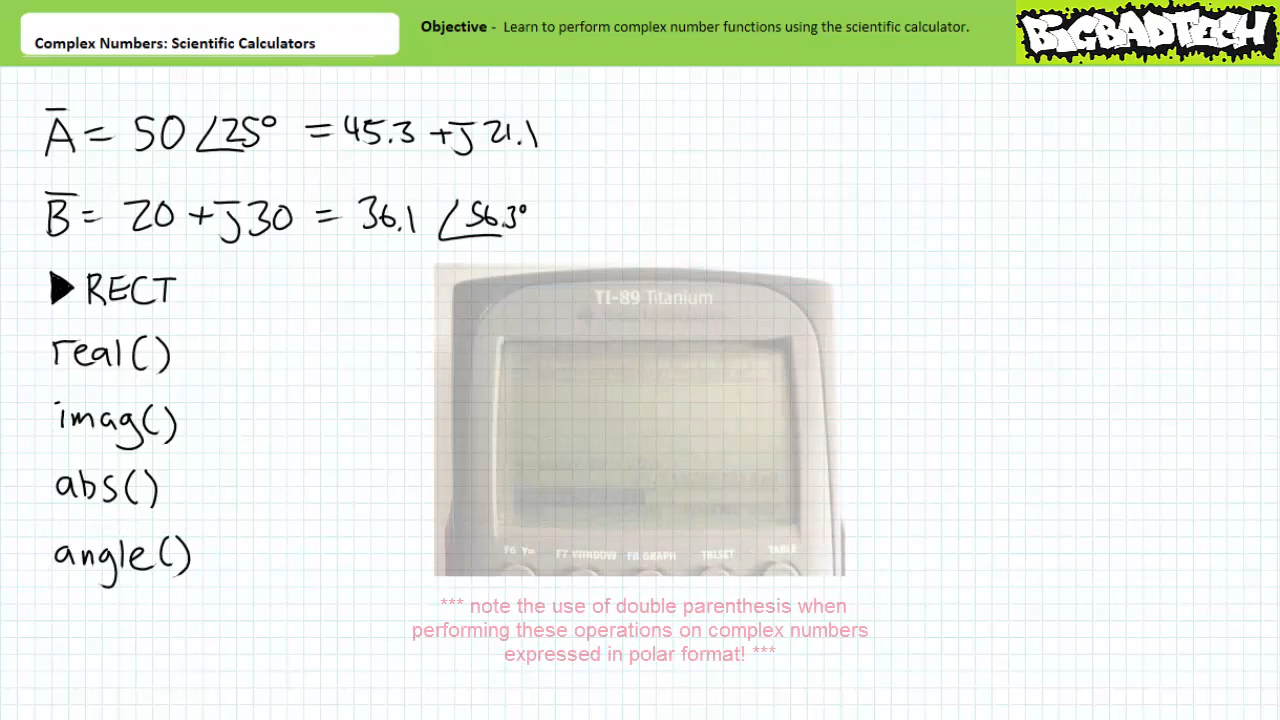 Complex Numbers: Scientific Calculators
Objective - Learn to perform complex number functions using the scientific calculator.
BIGBADTECH
A̅ = 50 ∠25° = 45.3 + j21.1
B̅ = 20 + j30 = 36.1 ∠56.3°
▶ RECT
real()
imag()
abs()
angle()
TI-89 Titanium
F6 Y= F7 WINDOW F8 GRAPH TBLSET TABLE
*** note the use of double parenthesis when
performing these operations on complex numbers
expressed in polar format! ***